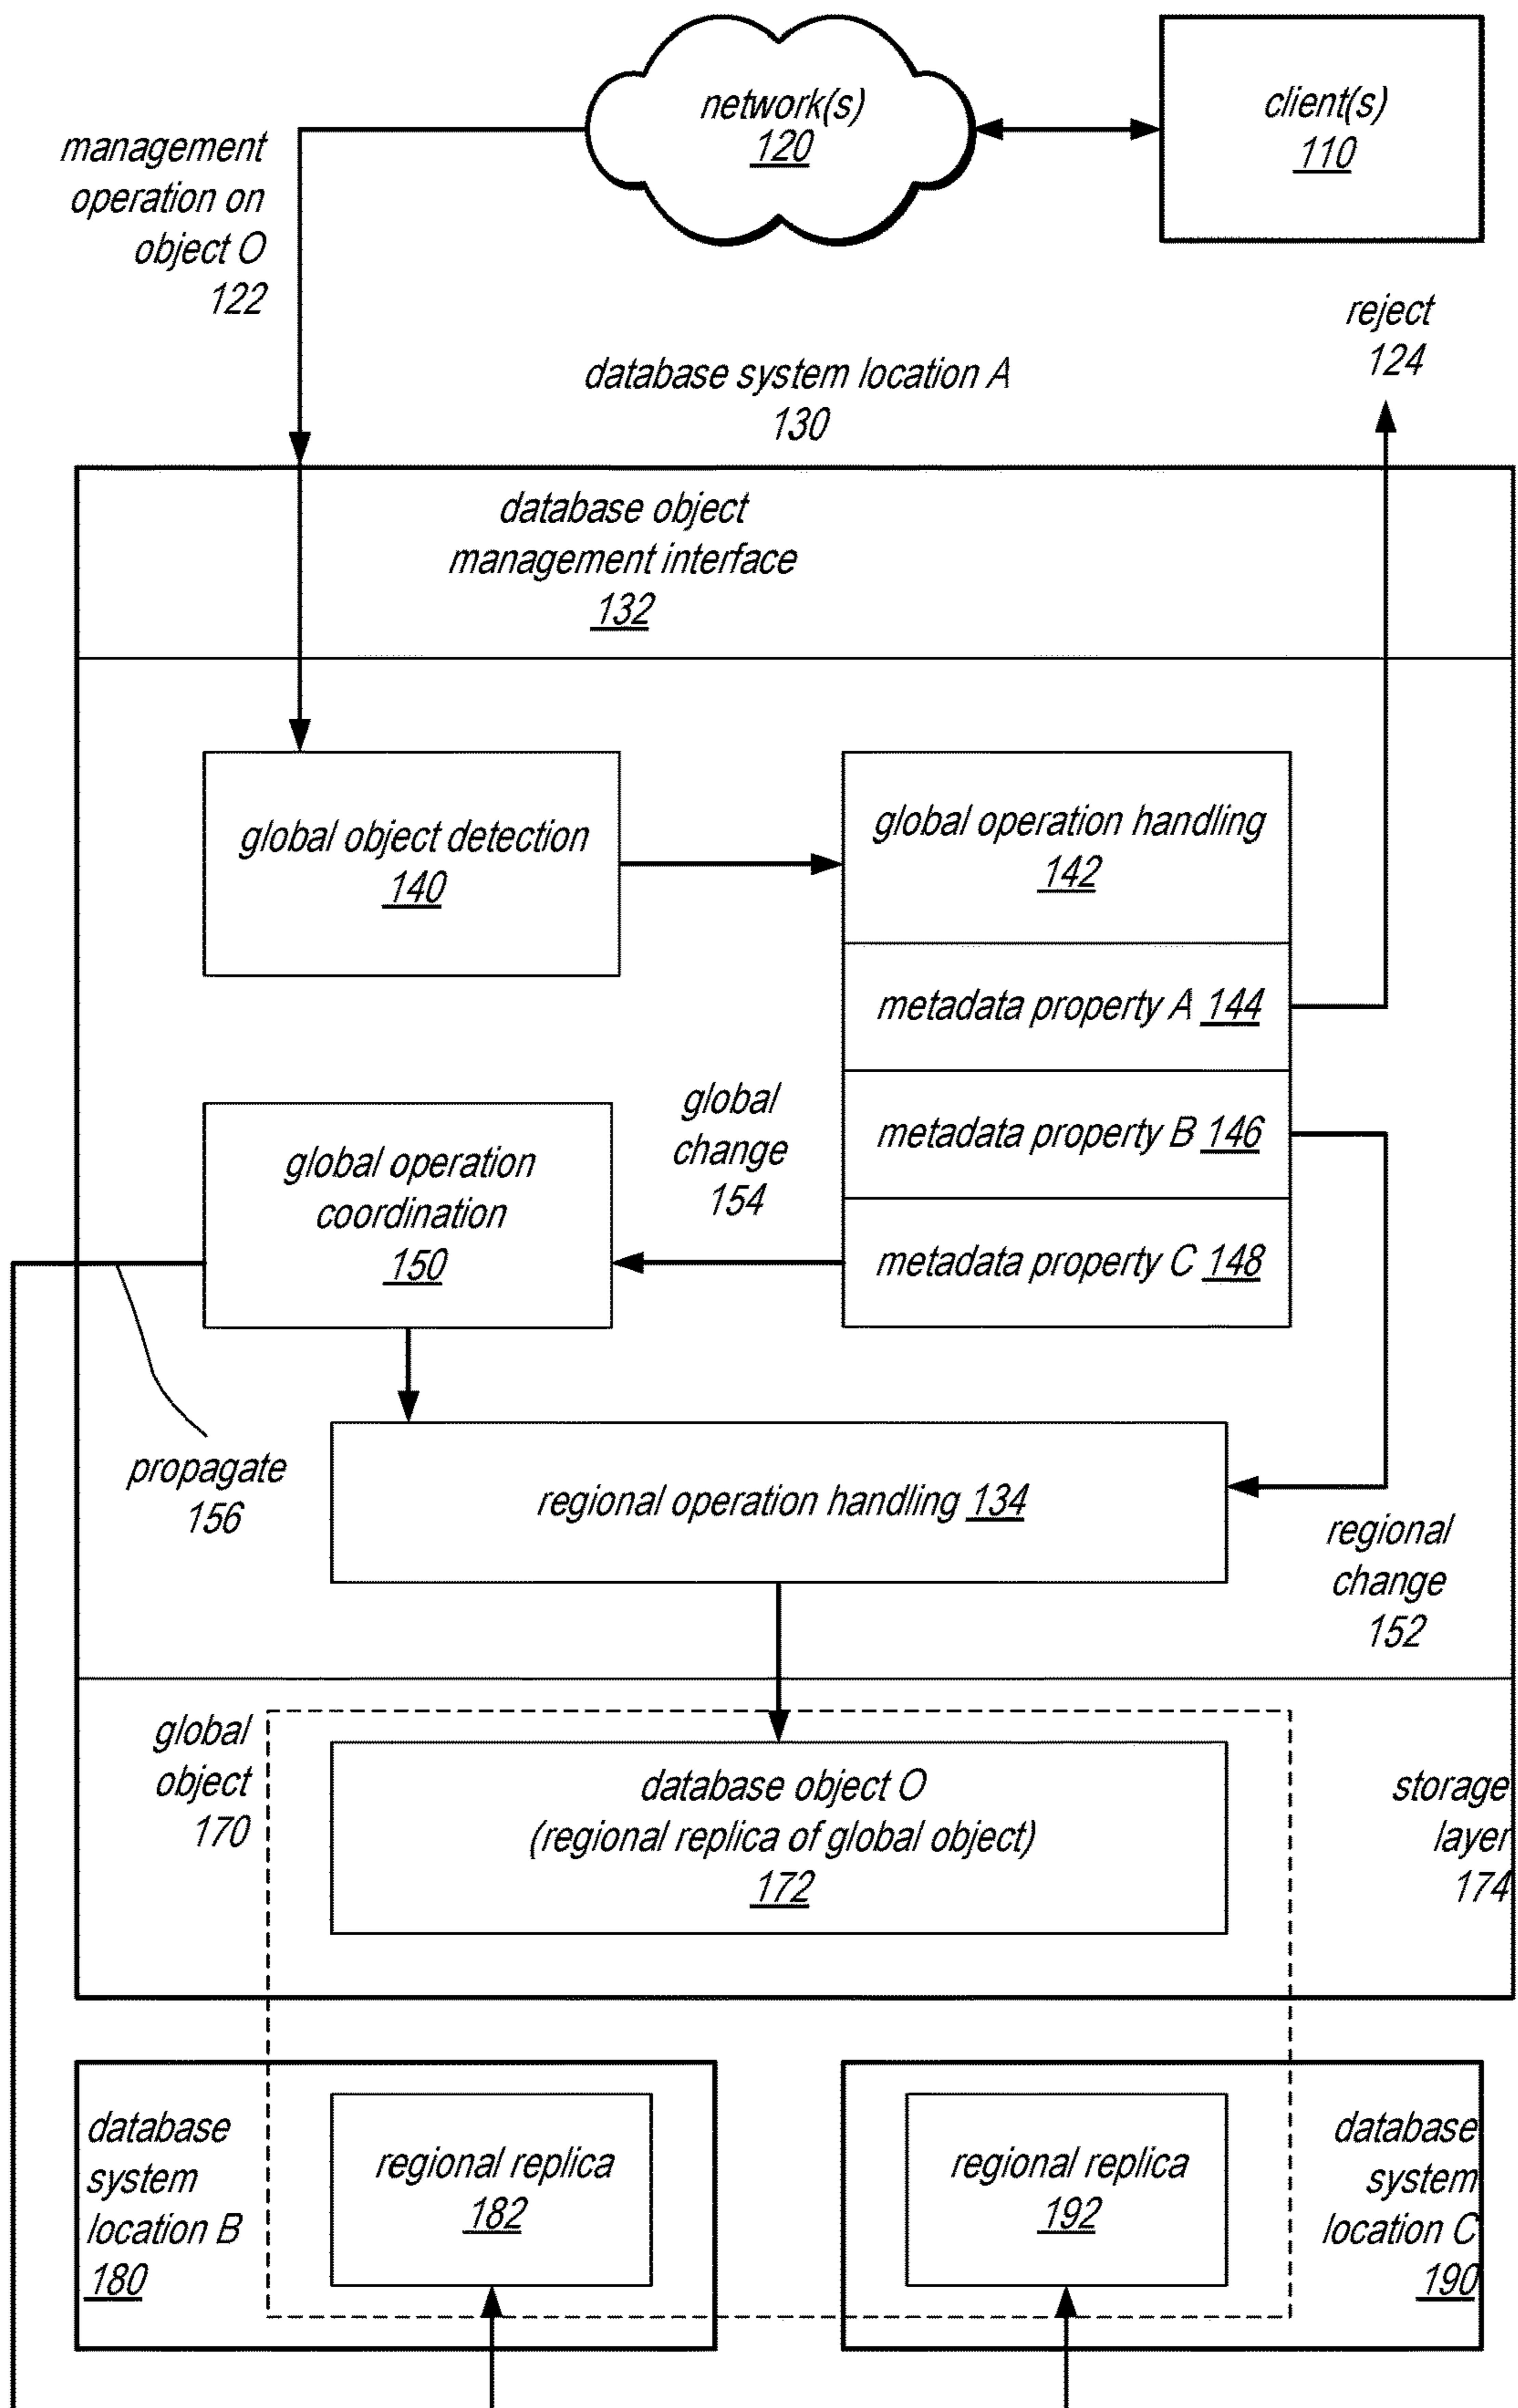 network(s)
120
client(s)
110
management
operation on
object O
122
reject
124
database system location A
130
database object
management interface
132
global object detection
140
global operation handling
142
metadata property A 144
metadata property B 146
metadata property C 148
global
change
154
global operation
coordination
150
propagate
156
regional operation handling 134
regional
change
152
global
object
170
database object O
(regional replica of global object)
172
storage
layer
174
database
system
location B
180
regional replica
182
regional replica
192
database
system
location C
190